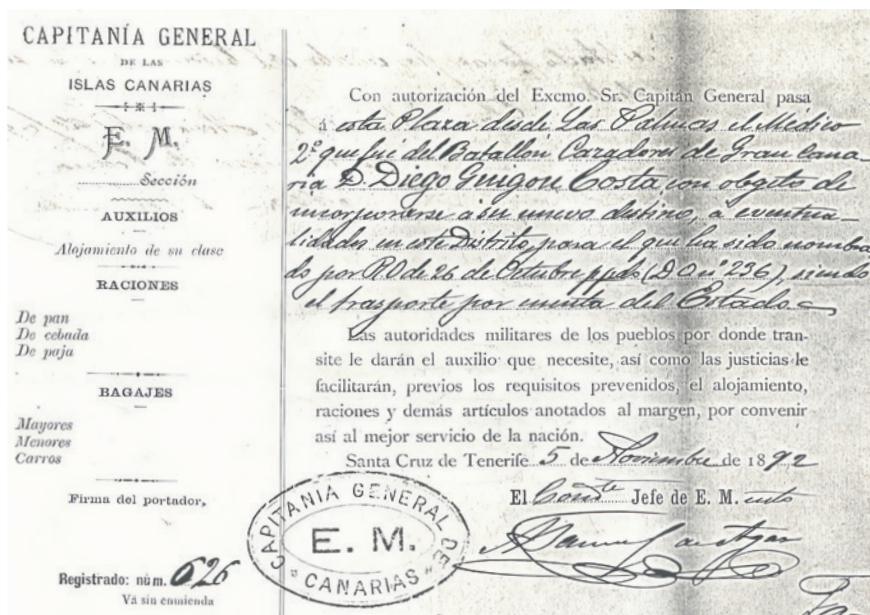 CAPITANÍA GENERAL
DE LAS
ISLAS CANARIAS
E. M.
Sección
AUXILIOS
Alojamiento de su clase
RACIONES
De pan
De cebada
De paja
BAGAJES
Mayores
Menores
Carros
Firma del portador,
Registrado: núm. 626
Vá sin enmienda
Con autorización del Excmo. Sr. Capitán General pasa
á esta Plaza desde Las Palmas el Médico
2º que fué del Batallon Cazadores de Gran Cana-
ria D. Diego Guigou Costa con objeto de
incorporarse á su nuevo destino, á eventua-
lidades en este Distrito, para el que ha sido nombra
do por R O de 26 de Octubre ppdo (D O nº 236), siendo
el trasporte por cuenta del Estado
Las autoridades militares de los pueblos por donde tran-
site le darán el auxilio que necesite, así como las justicias le
facilitarán, previos los requisitos prevenidos, el alojamiento,
raciones y demás artículos anotados al margen, por convenir
así al mejor servicio de la nación.
Santa Cruz de Tenerife 5 de Noviembre de 1892
El Jefe de E. M.
CAPITANIA GENERAL DE CANARIAS
E. M.